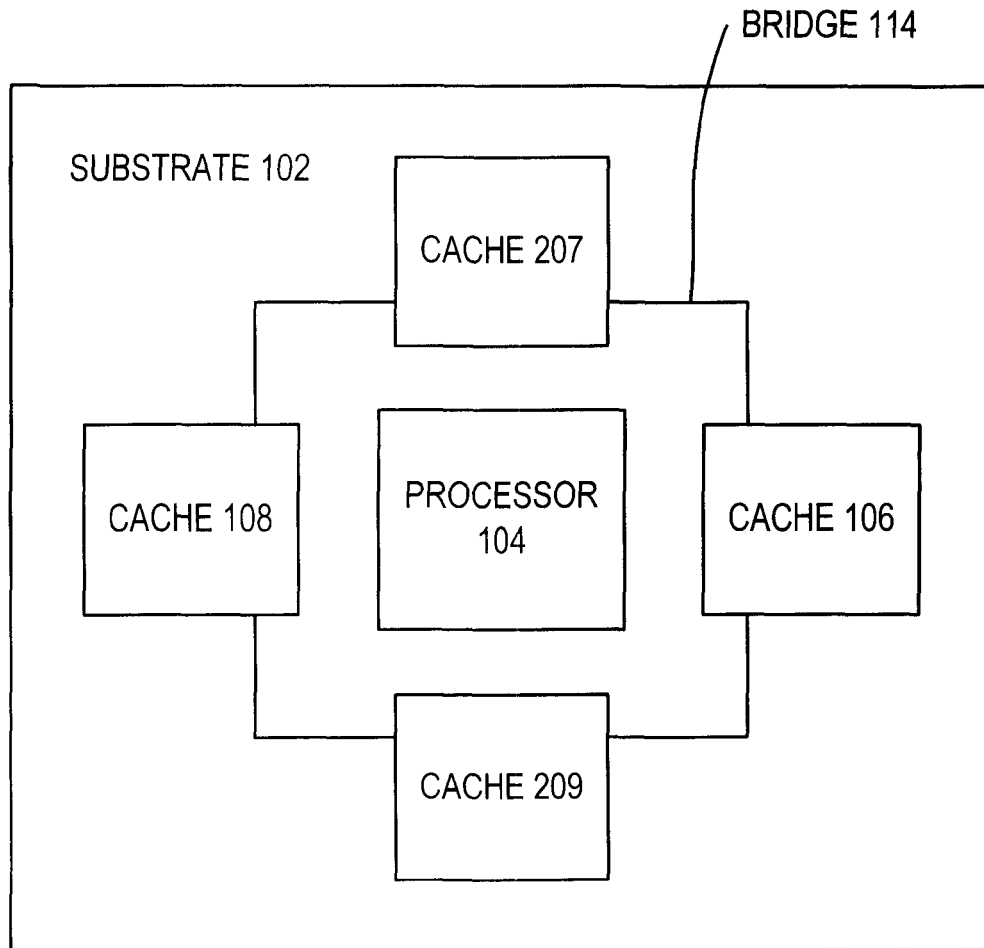 BRIDGE 114
SUBSTRATE 102
CACHE 207
CACHE 108
PROCESSOR
104
CACHE 106
CACHE 209